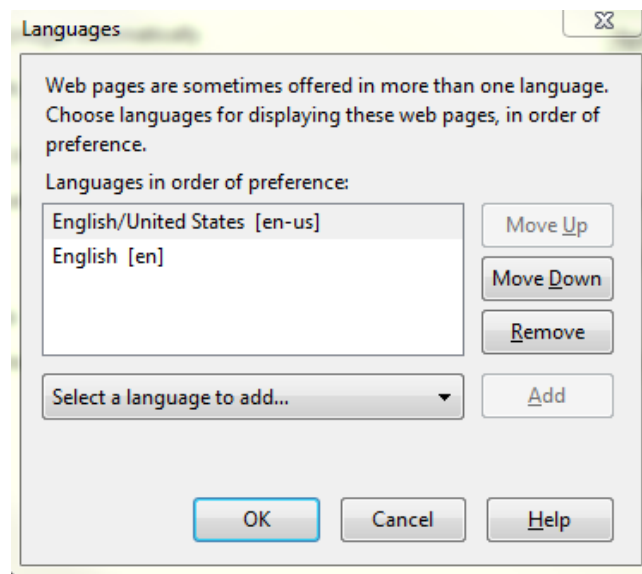 Languages
Web pages are sometimes offered in more than one language.
Choose languages for displaying these web pages, in order of
preference.
Languages in order of preference:
English/United States [en-us]
English [en]
Move Up
Move Down
Remove
Select a language to add...
Add
OK
Cancel
Help